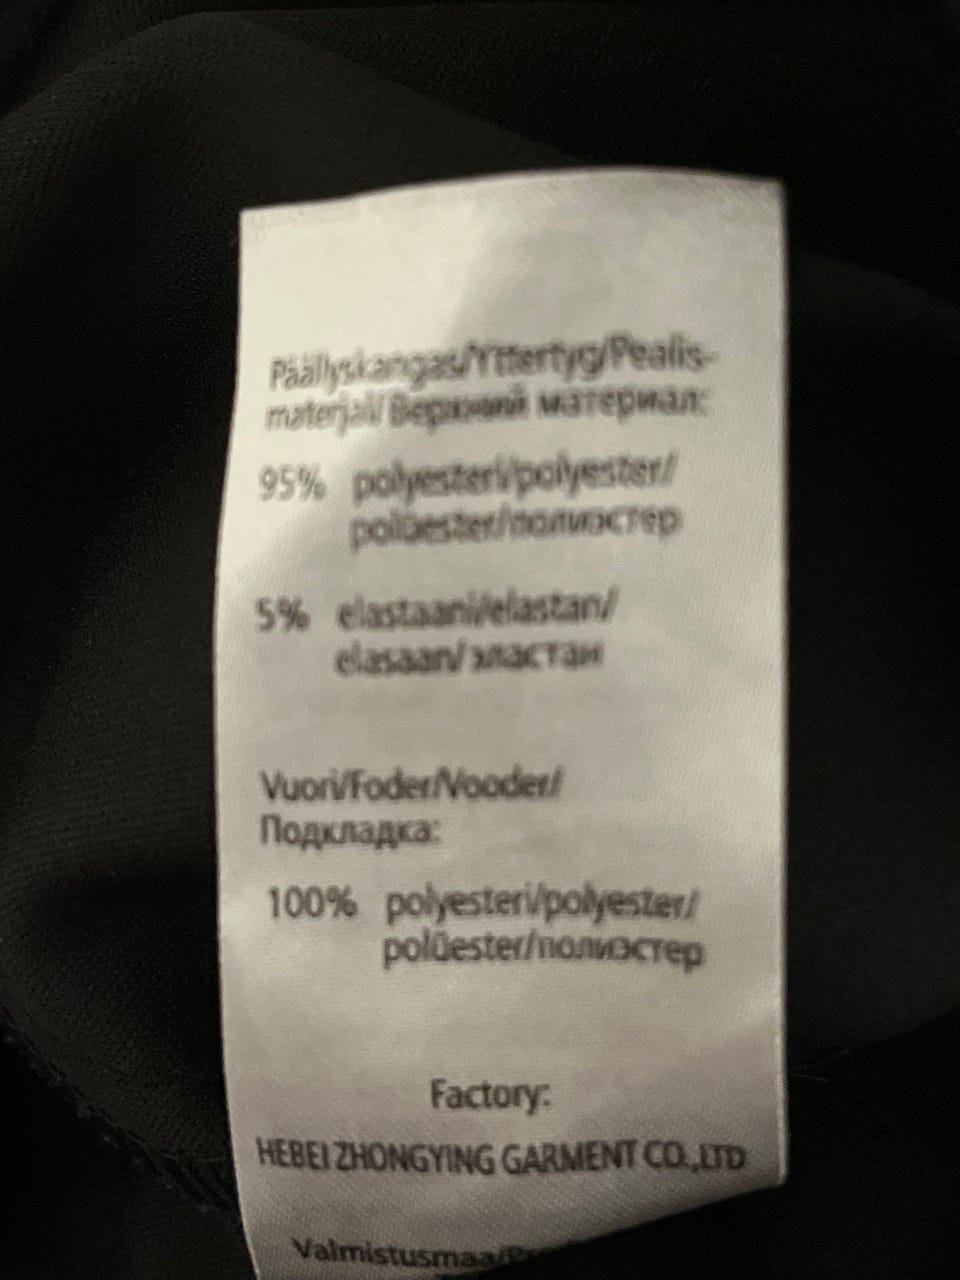 Päällyskangas/Yttertyg/Pealis-
materjal/ Верхний материал:
95% polyesteri/polyester/
polüester/полиэстер
5% elastaani/elastan/
elasaan/ эластан
Vuori/Foder/Vooder/
Подкладка:
100% polyesteri/polyester/
polüester/полиэстер
Factory:
HEBEI ZHONGYING GARMENT CO.,LTD
Valmistusmaa/